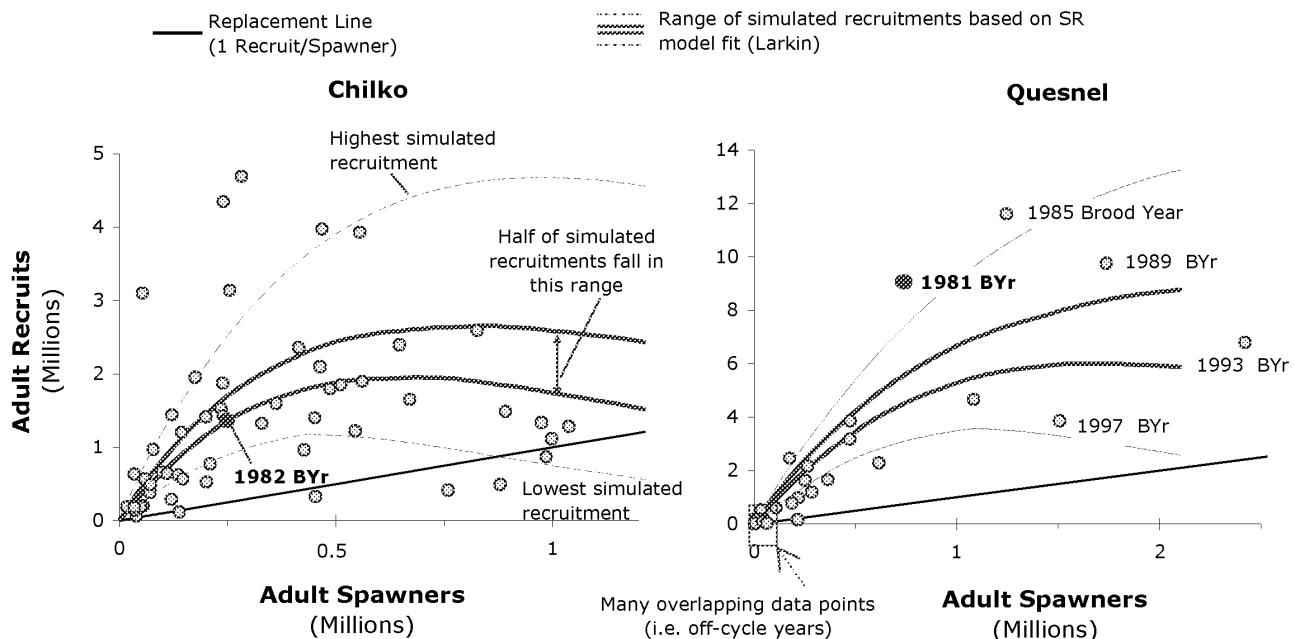 Replacement Line
(1 Recruit/Spawner)
Range of simulated recruitments based on SR
model fit (Larkin)
Chilko
Highest simulated
recruitment
Half of simulated
recruitments fall in
this range
1982 BYr
Lowest simulated
recruitment
5
4
3
2
1
0
0
0.5
1
Adult Recruits
(Millions)
Adult Spawners
(Millions)
Quesnel
1985 Brood Year
1989 BYr
1981 BYr
1993 BYr
1997 BYr
14
12
10
8
6
4
2
0
0
1
2
Many overlapping data points
(i.e. off-cycle years)
Adult Spawners
(Millions)